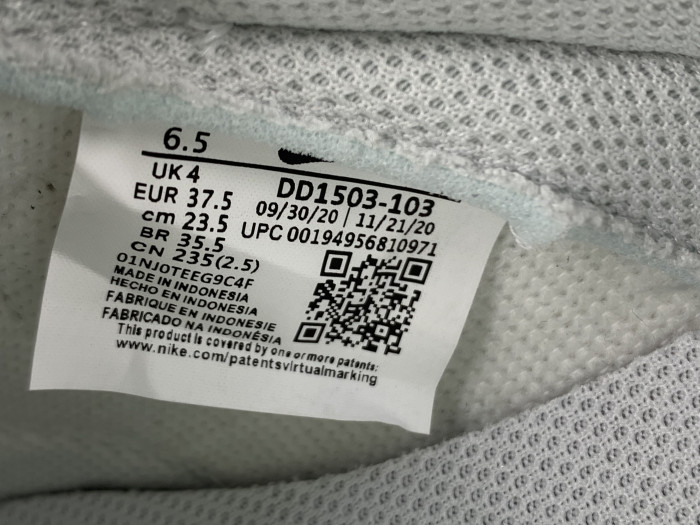 6.5
UK 4
EUR 37.5
cm 23.5
BR 35.5
CN 235(2.5)
DD1503-103
09/30/20 | 11/21/20
UPC 00194956810971
01NJ0TEEG9C4F
MADE IN INDONESIA
HECHO EN INDONESIA
FABRIQUE EN INDONESIE
FABRICADO NA INDONÉSIA
This product is covered by one or more patents:
www.nike.com/patentsvirtualmarking